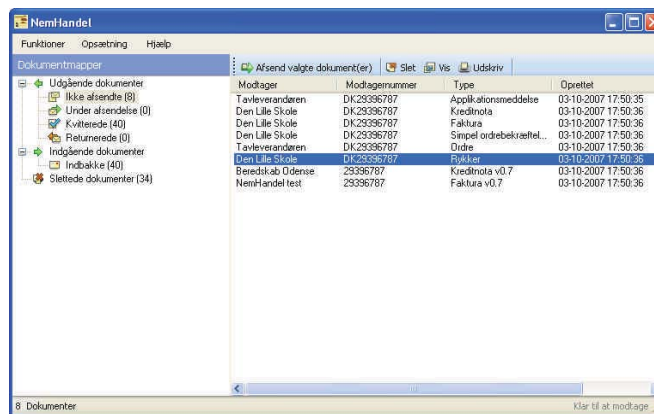 NemHandel
Funktioner Opsætning Hjælp
Dokumentmapper
Udgående dokumenter
Ikke afsendte (8)
Under afsendelse (0)
Kvitterede (40)
Returnerede (0)
Indgående dokumenter
Indbakke (40)
Slettede dokumenter (34)
Afsend valgte dokument(er) Slet Vis Udskriv
Modtager Modtagernummer Type Oprettet
Tavleverandøren DK29396787 Applikationsmeddelse 03-10-2007 17:50:35
Den Lille Skole DK29396787 Kreditnota 03-10-2007 17:50:36
Den Lille Skole DK29396787 Faktura 03-10-2007 17:50:36
Den Lille Skole DK29396787 Simpel ordrebekræftel... 03-10-2007 17:50:36
Tavleverandøren DK29396787 Ordre 03-10-2007 17:50:36
Den Lille Skole DK29396787 Rykker 03-10-2007 17:50:36
Beredskab Odense 29396787 Kreditnota v0.7 03-10-2007 17:50:36
NemHandel test 29396787 Faktura v0.7 03-10-2007 17:50:36
8 Dokumenter Klar til at modtage